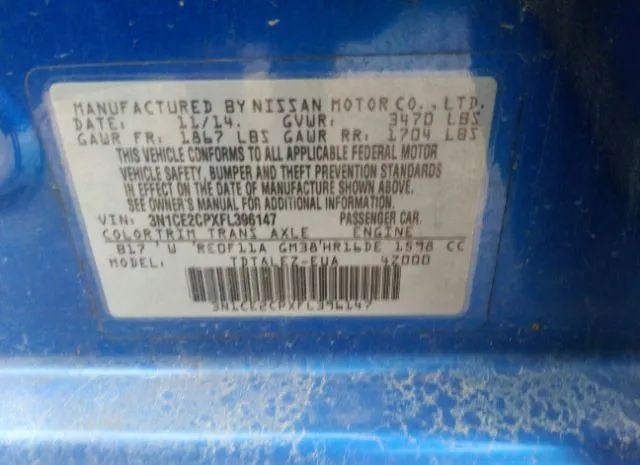 MANUFACTURED BY NISSAN MOTOR CO., LTD.
DATE: 11/14. GVWR: 3470 LBS
GAWR FR: 1867 LBS GAWR RR: 1704 LBS
THIS VEHICLE CONFORMS TO ALL APPLICABLE FEDERAL MOTOR
VEHICLE SAFETY, BUMPER AND THEFT PREVENTION STANDARDS
IN EFFECT ON THE DATE OF MANUFACTURE SHOWN ABOVE.
SEE OWNER'S MANUAL FOR ADDITIONAL INFORMATION.
VIN: 3N1CE2CPXFL396147 PASSENGER CAR.
COLOR TRIM TRANS AXLE ENGINE
B17 U RE0F11A GM38 HR16DE 1598 CC
MODEL: TDTALEZ-EUA 4Z000
3N1CE2CPXFL396147